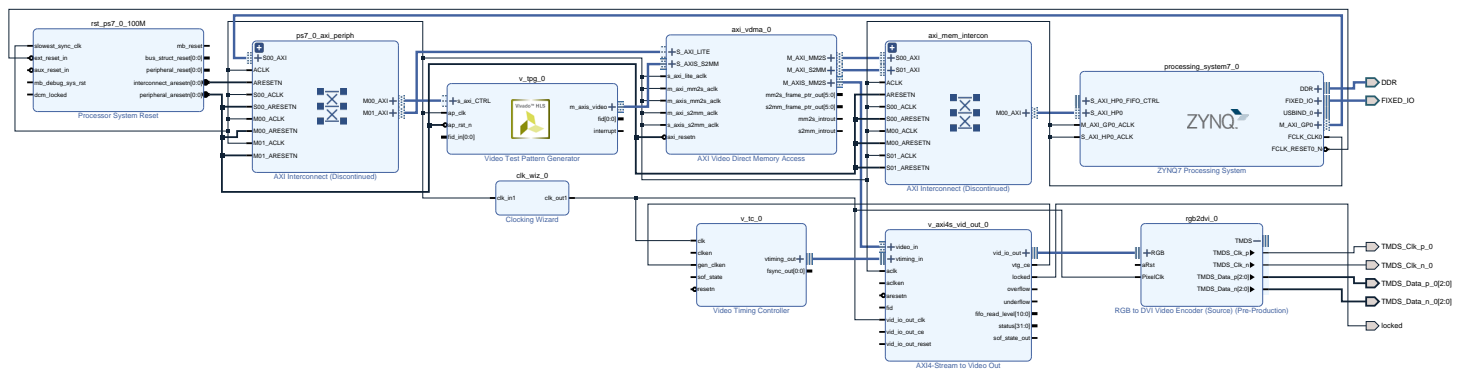 rst_ps7_0_100M
slowest_sync_clk
ext_reset_in
aux_reset_in
mb_debug_sys_rst
dcm_locked
mb_reset
bus_struct_reset[0:0]
peripheral_reset[0:0]
interconnect_aresetn[0:0]
peripheral_aresetn[0:0]
Processor System Reset
ps7_0_axi_periph
S00_AXI
ACLK
ARESETN
S00_ACLK
S00_ARESETN
M00_ACLK
M00_ARESETN
M01_ACLK
M01_ARESETN
M00_AXI
M01_AXI
AXI Interconnect (Discontinued)
v_tpg_0
s_axi_CTRL
ap_clk
ap_rst_n
fid_in[0:0]
Vivado™ HLS
m_axis_video
fid[0:0]
interrupt
Video Test Pattern Generator
clk_wiz_0
clk_in1
clk_out1
Clocking Wizard
axi_vdma_0
S_AXI_LITE
S_AXIS_S2MM
s_axi_lite_aclk
m_axi_mm2s_aclk
m_axis_mm2s_aclk
m_axi_s2mm_aclk
s_axis_s2mm_aclk
axi_resetn
M_AXI_MM2S
M_AXI_S2MM
M_AXIS_MM2S
mm2s_frame_ptr_out[5:0]
s2mm_frame_ptr_out[5:0]
mm2s_introut
s2mm_introut
AXI Video Direct Memory Access
axi_mem_intercon
S00_AXI
S01_AXI
ACLK
ARESETN
S00_ACLK
S00_ARESETN
M00_ACLK
M00_ARESETN
S01_ACLK
S01_ARESETN
M00_AXI
AXI Interconnect (Discontinued)
processing_system7_0
S_AXI_HP0_FIFO_CTRL
S_AXI_HP0
M_AXI_GP0_ACLK
S_AXI_HP0_ACLK
ZYNQ
DDR
FIXED_IO
USBIND_0
M_AXI_GP0
FCLK_CLK0
FCLK_RESET0_N
ZYNQ7 Processing System
DDR
FIXED_IO
v_tc_0
clk
clken
gen_clken
sof_state
resetn
vtiming_out
fsync_out[0:0]
Video Timing Controller
v_axi4s_vid_out_0
video_in
vtiming_in
aclk
aclken
aresetn
fid
vid_io_out_clk
vid_io_out_ce
vid_io_out_reset
vid_io_out
vtg_ce
locked
overflow
underflow
fifo_read_level[10:0]
status[31:0]
sof_state_out
AXI4-Stream to Video Out
rgb2dvi_0
RGB
aRst
PixelClk
TMDS
TMDS_Clk_p
TMDS_Clk_n
TMDS_Data_p[2:0]
TMDS_Data_n[2:0]
RGB to DVI Video Encoder (Source) (Pre-Production)
TMDS_Clk_p_0
TMDS_Clk_n_0
TMDS_Data_p_0[2:0]
TMDS_Data_n_0[2:0]
locked